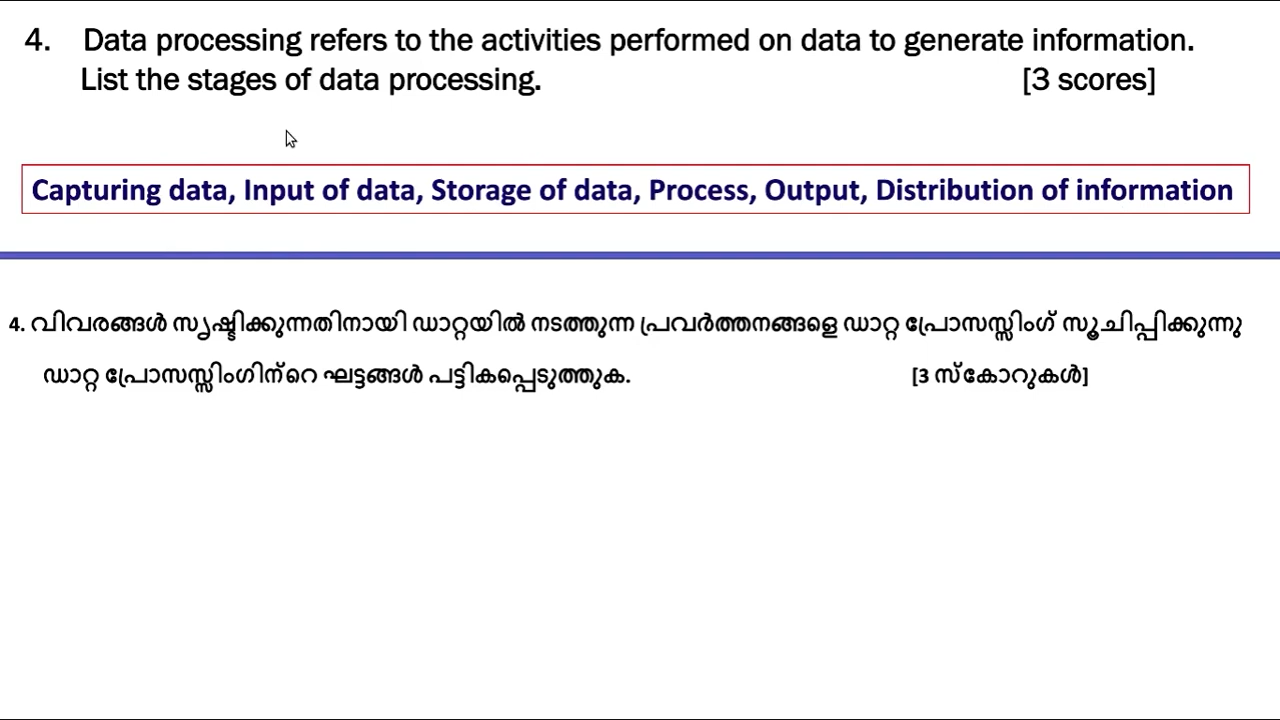 4. Data processing refers to the activities performed on data to generate information.
List the stages of data processing. [3 scores]
Capturing data, Input of data, Storage of data, Process, Output, Distribution of information
4. വിവരങ്ങൾ സൃഷ്ടിക്കുന്നതിനായി ഡാറ്റയിൽ നടത്തുന്ന പ്രവർത്തനങ്ങളെ ഡാറ്റ പ്രോസസ്സിംഗ് സൂചിപ്പിക്കുന്നു
ഡാറ്റ പ്രോസസ്സിംഗിന്റെ ഘട്ടങ്ങൾ പട്ടികപ്പെടുത്തുക. [3 സ്കോറുകൾ]